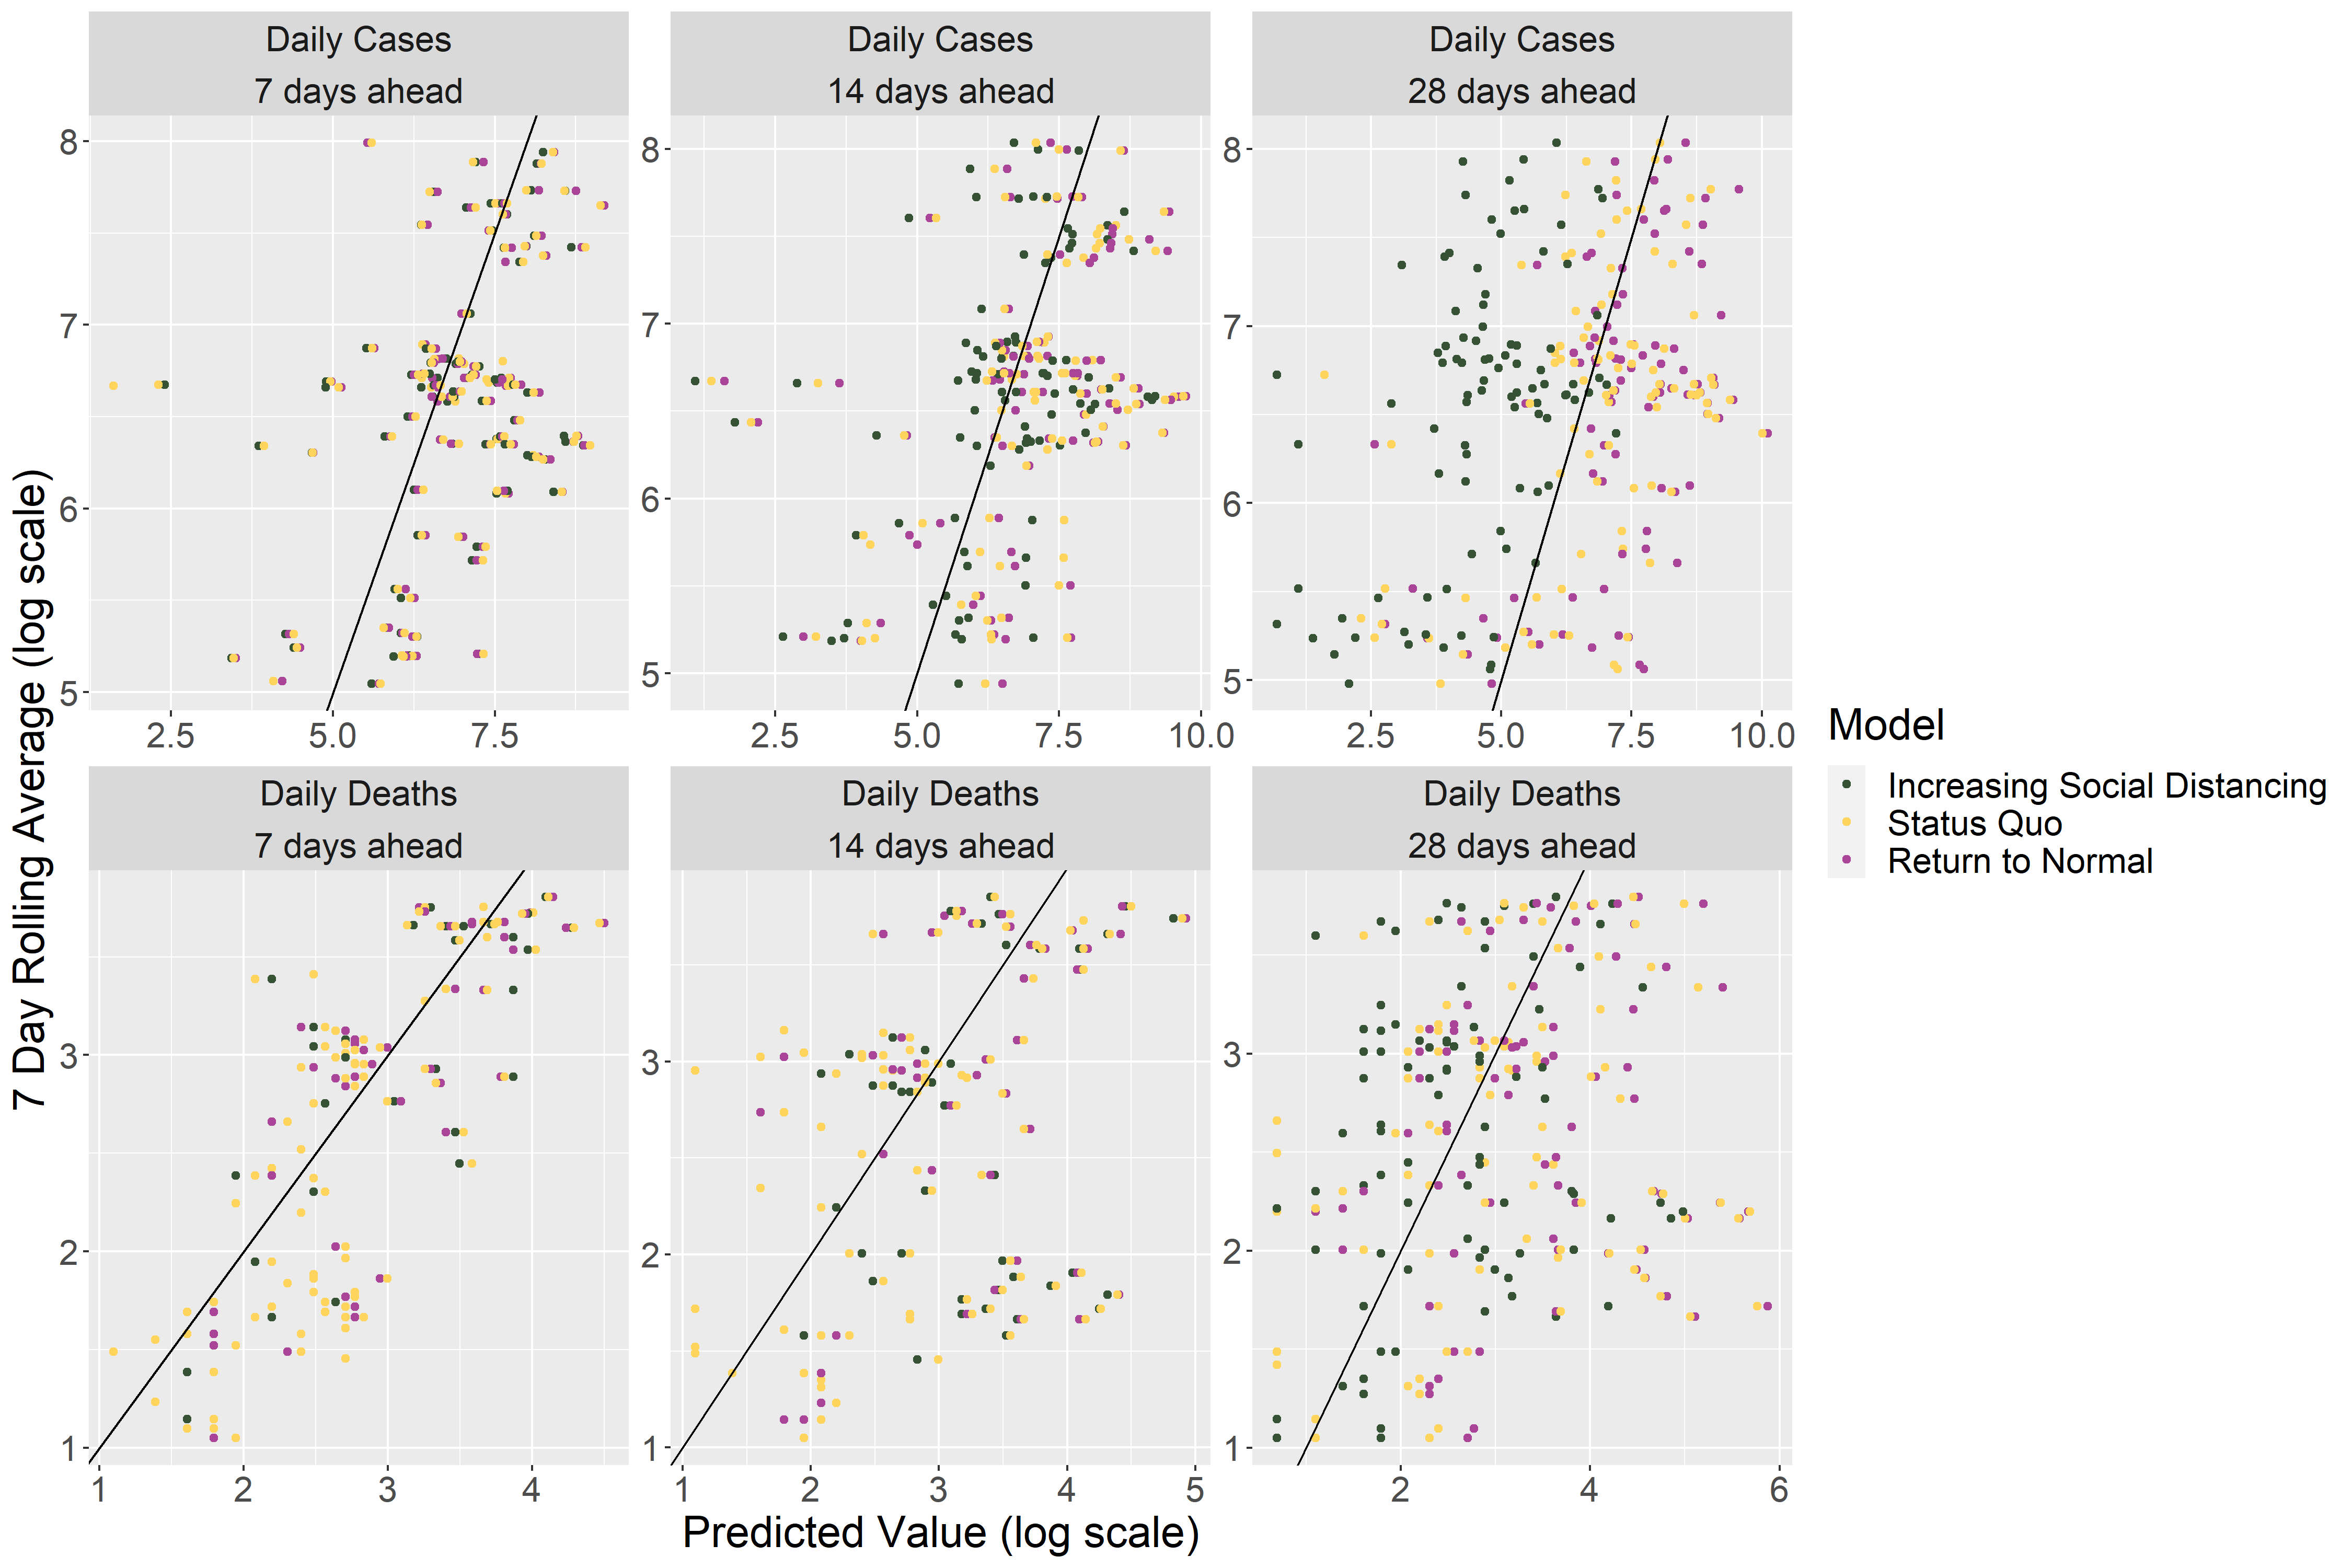 Daily Cases
7 days ahead
Daily Cases
14 days ahead
Daily Cases
28 days ahead
8
7
6
5
2.5
5.0
7.5
8
7
6
5
2.5
5.0
7.5
10.0
8
7
6
5
2.5
5.0
7.5
10.0
7 Day Rolling Average (log scale)
Daily Deaths
7 days ahead
Daily Deaths
14 days ahead
Daily Deaths
28 days ahead
3
2
1
1
2
3
4
3
2
1
1
2
3
4
5
3
2
1
2
4
6
Predicted Value (log scale)
Model
Increasing Social Distancing
Status Quo
Return to Normal